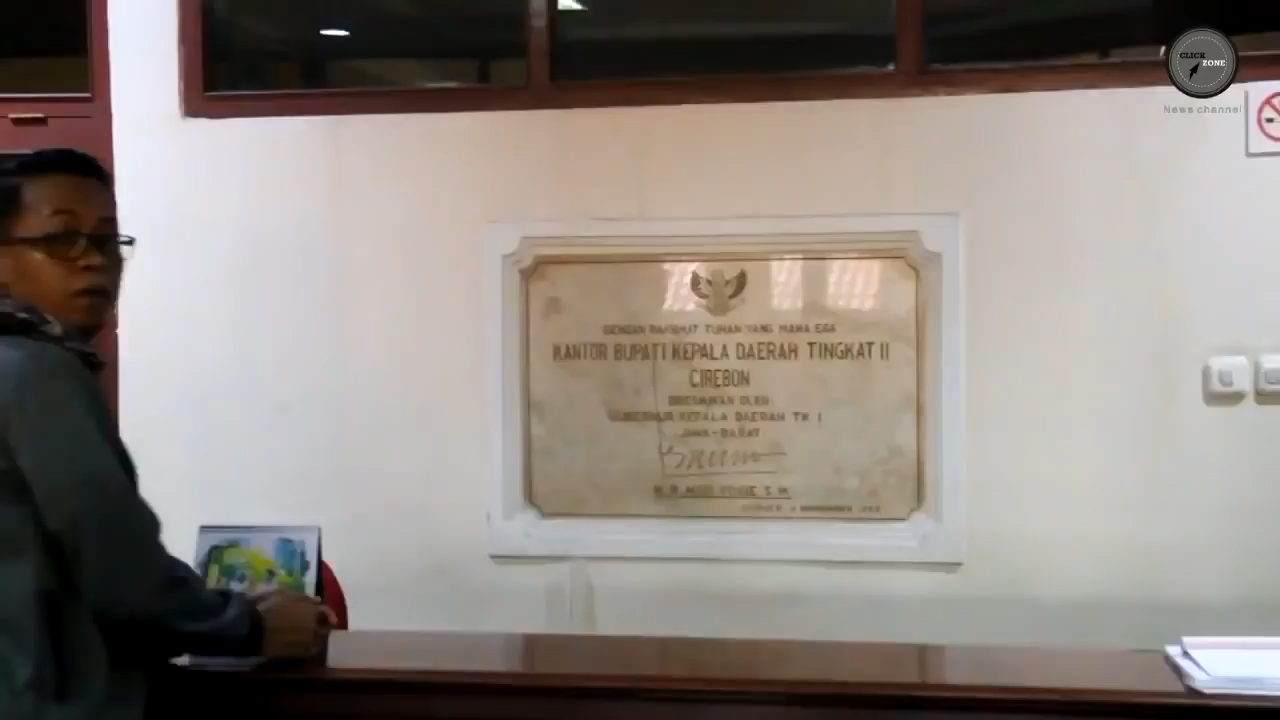 CLICK
ZONE
News channel
DENGAN RAKHMAT TUHAN YANG MAHA ESA
KANTOR BUPATI KEPALA DAERAH TINGKAT II
CIREBON
DIRESMIKAN OLEH
GUBERNUR KEPALA DAERAH TK I
JAWA-BARAT